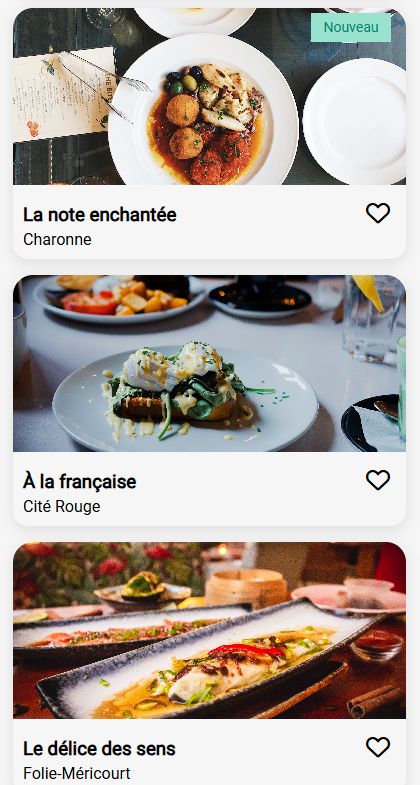 Nouveau
La note enchantée
Charonne
À la française
Cité Rouge
Le délice des sens
Folie-Méricourt